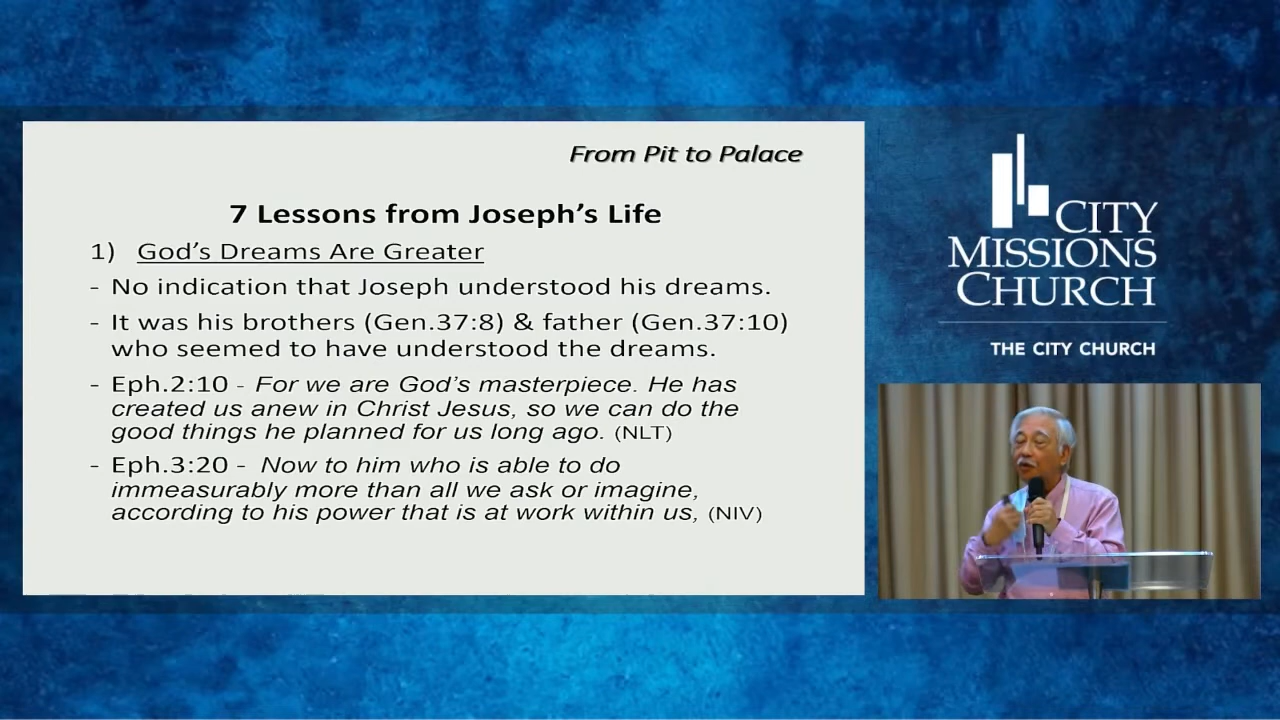 From Pit to Palace
7 Lessons from Joseph’s Life
1) God’s Dreams Are Greater
- No indication that Joseph understood his dreams.
- It was his brothers (Gen.37:8) & father (Gen.37:10)
who seemed to have understood the dreams.
- Eph.2:10 - For we are God’s masterpiece. He has
created us anew in Christ Jesus, so we can do the
good things he planned for us long ago. (NLT)
- Eph.3:20 - Now to him who is able to do
immeasurably more than all we ask or imagine,
according to his power that is at work within us, (NIV)
CITY
MISSIONS
CHURCH
THE CITY CHURCH